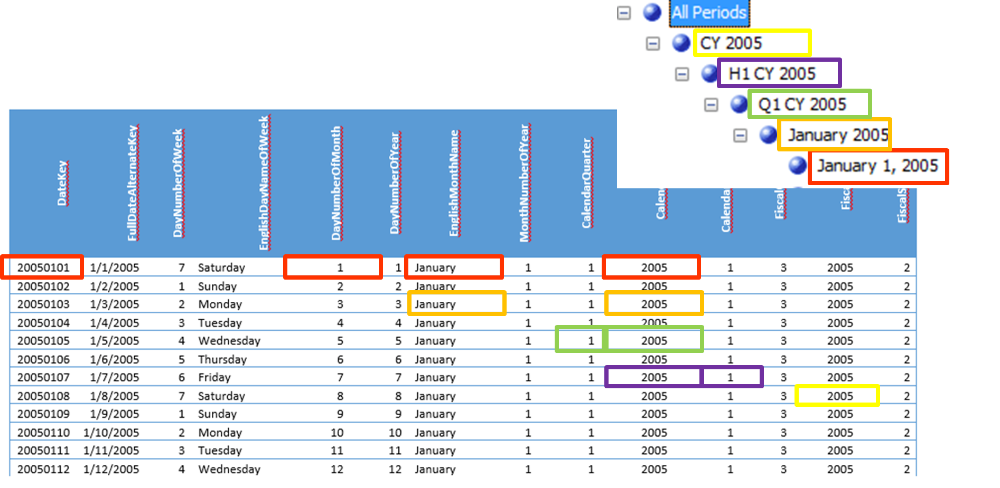 All Periods
CY 2005
H1 CY 2005
Q1 CY 2005
January 2005
January 1, 2005
DateKey FullDateAlternateKey DayNumberOfWeek EnglishDayNameOfWeek DayNumberOfMonth DayNumberOfYear EnglishMonthName MonthNumberOfYear CalendarQuarter Calen Calenda Fiscal Fisca FiscalS
20050101 1/1/2005 7 Saturday 1 1 January 1 1 2005 1 3 2005 2
20050102 1/2/2005 1 Sunday 2 2 January 1 1 2005 1 3 2005 2
20050103 1/3/2005 2 Monday 3 3 January 1 1 2005 1 3 2005 2
20050104 1/4/2005 3 Tuesday 4 4 January 1 1 2005 1 3 2005 2
20050105 1/5/2005 4 Wednesday 5 5 January 1 1 2005 1 3 2005 2
20050106 1/6/2005 5 Thursday 6 6 January 1 1 2005 1 3 2005 2
20050107 1/7/2005 6 Friday 7 7 January 1 1 2005 1 3 2005 2
20050108 1/8/2005 7 Saturday 8 8 January 1 1 2005 1 3 2005 2
20050109 1/9/2005 1 Sunday 9 9 January 1 1 2005 1 3 2005 2
20050110 1/10/2005 2 Monday 10 10 January 1 1 2005 1 3 2005 2
20050111 1/11/2005 3 Tuesday 11 11 January 1 1 2005 1 3 2005 2
20050112 1/12/2005 4 Wednesday 12 12 January 1 1 2005 1 3 2005 2